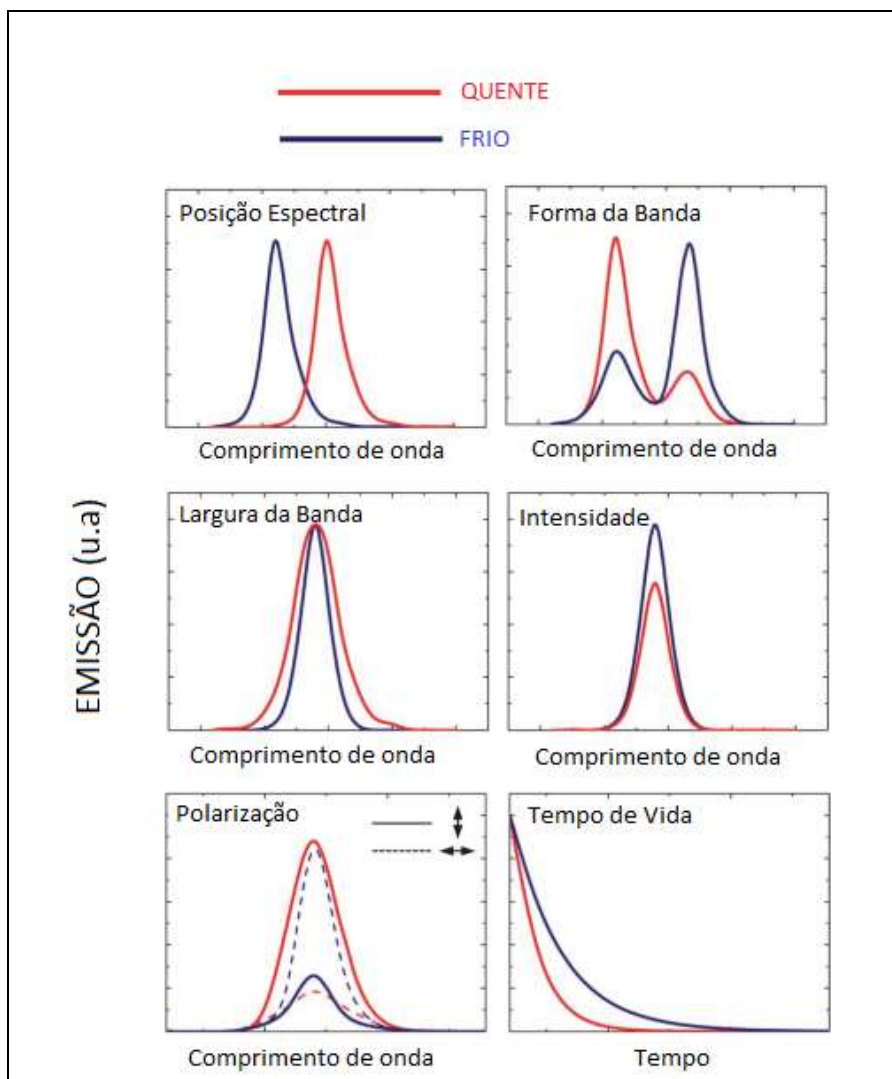 QUENTE
FRIO
Posição Espectral
Forma da Banda
Comprimento de onda
Comprimento de onda
Largura da Banda
Intensidade
EMISSÃO (u.a)
Comprimento de onda
Comprimento de onda
Polarização
Tempo de Vida
Comprimento de onda
Tempo